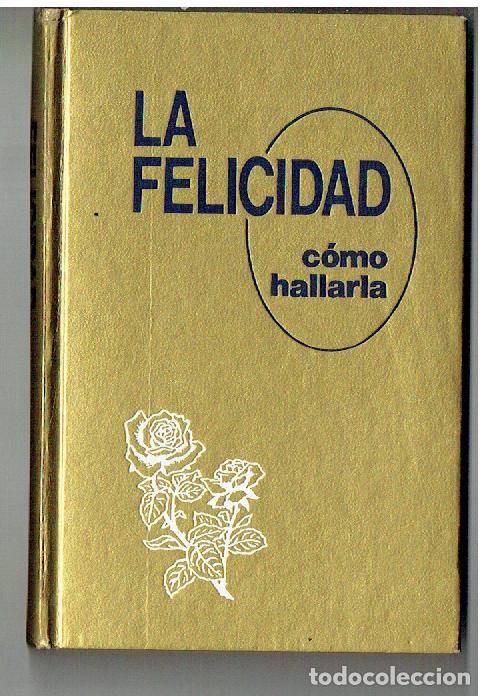 LA
FELICIDAD
cómo
hallarla
todocoleccion